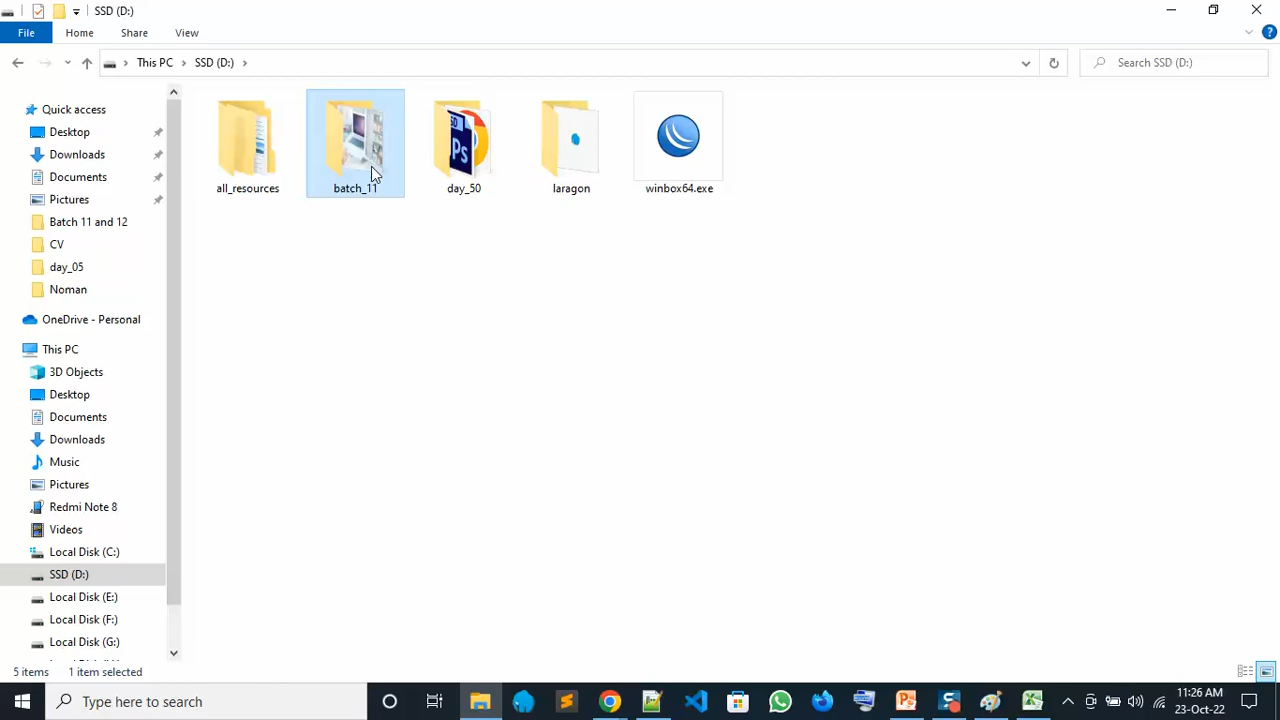 SSD (D:)
File Home Share View
This PC SSD (D:)
Search SSD (D:)
Quick access
Desktop
Downloads
Documents
Pictures
Batch 11 and 12
CV
day_05
Noman
OneDrive - Personal
This PC
3D Objects
Desktop
Documents
Downloads
Music
Pictures
Redmi Note 8
Videos
Local Disk (C:)
SSD (D:)
Local Disk (E:)
Local Disk (F:)
Local Disk (G:)
all_resources
batch_11
SD
Ps
day_50
laragon
winbox64.exe
5 items 1 item selected
Type here to search
11:26 AM
23-Oct-22